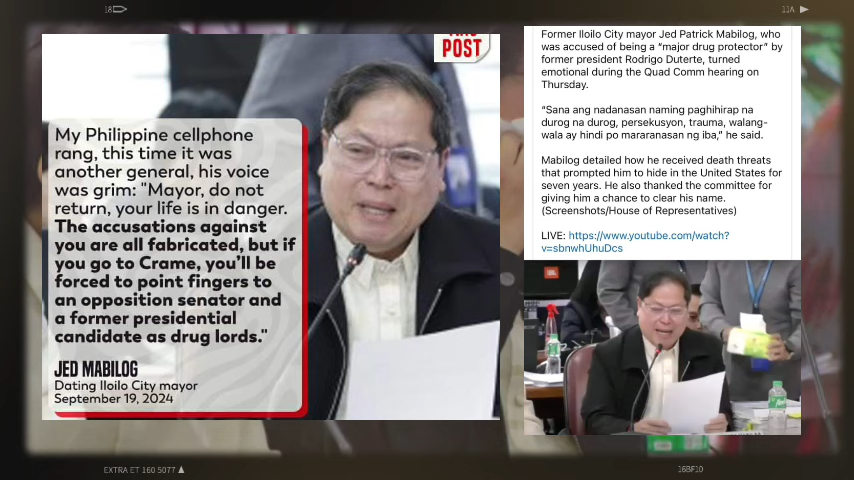 18
11A
POST
My Philippine cellphone
rang, this time it was
another general, his voice
was grim: "Mayor, do not
return, your life is in danger.
The accusations against
you are all fabricated, but if
you go to Crame, you'll be
forced to point fingers to
an opposition senator and
a former presidential
candidate as drug lords."
JED MABILOG
Dating Iloilo City mayor
September 19, 2024
Former Iloilo City mayor Jed Patrick Mabilog, who
was accused of being a “major drug protector” by
former president Rodrigo Duterte, turned
emotional during the Quad Comm hearing on
Thursday.
“Sana ang nadanasan naming paghihirap na
durog na durog, persekusyon, trauma, walang-
wala ay hindi po mararanasan ng iba,” he said.
Mabilog detailed how he received death threats
that prompted him to hide in the United States for
seven years. He also thanked the committee for
giving him a chance to clear his name.
(Screenshots/House of Representatives)
LIVE: https://www.youtube.com/watch?
v=sbnwhUhuDcs
EXTRA ET 160 5077
16BF10